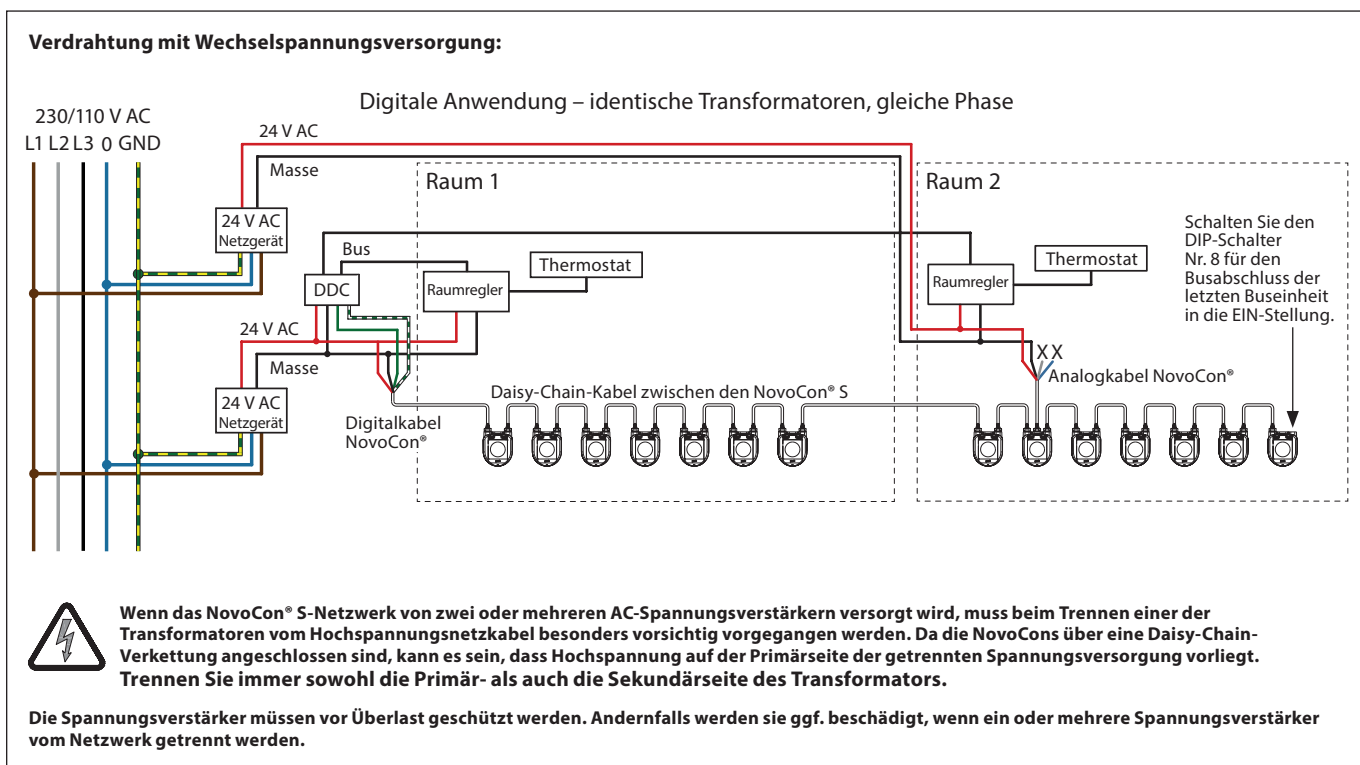 Verdrahtung mit Wechselspannungsversorgung:
Digitale Anwendung – identische Transformatoren, gleiche Phase
230/110 V AC
L1 L2 L3 0 GND
24 V AC
Masse
24 V AC
Netzgerät
Raum 1
Raum 2
Bus
DDC
Raumregler
Thermostat
Raumregler
Thermostat
Schalten Sie den
DIP-Schalter
Nr. 8 für den
Busabschluss der
letzten Buseinheit
in die EIN-Stellung.
24 V AC
Masse
24 V AC
Netzgerät
X X
Analogkabel NovoCon®
Daisy-Chain-Kabel zwischen den NovoCon® S
Digitalkabel
NovoCon®
Wenn das NovoCon® S-Netzwerk von zwei oder mehreren AC-Spannungsverstärkern versorgt wird, muss beim Trennen einer der
Transformatoren vom Hochspannungsnetzkabel besonders vorsichtig vorgegangen werden. Da die NovoCons über eine Daisy-Chain-
Verkettung angeschlossen sind, kann es sein, dass Hochspannung auf der Primärseite der getrennten Spannungsversorgung vorliegt.
Trennen Sie immer sowohl die Primär- als auch die Sekundärseite des Transformators.
Die Spannungsverstärker müssen vor Überlast geschützt werden. Andernfalls werden sie ggf. beschädigt, wenn ein oder mehrere Spannungsverstärker
vom Netzwerk getrennt werden.